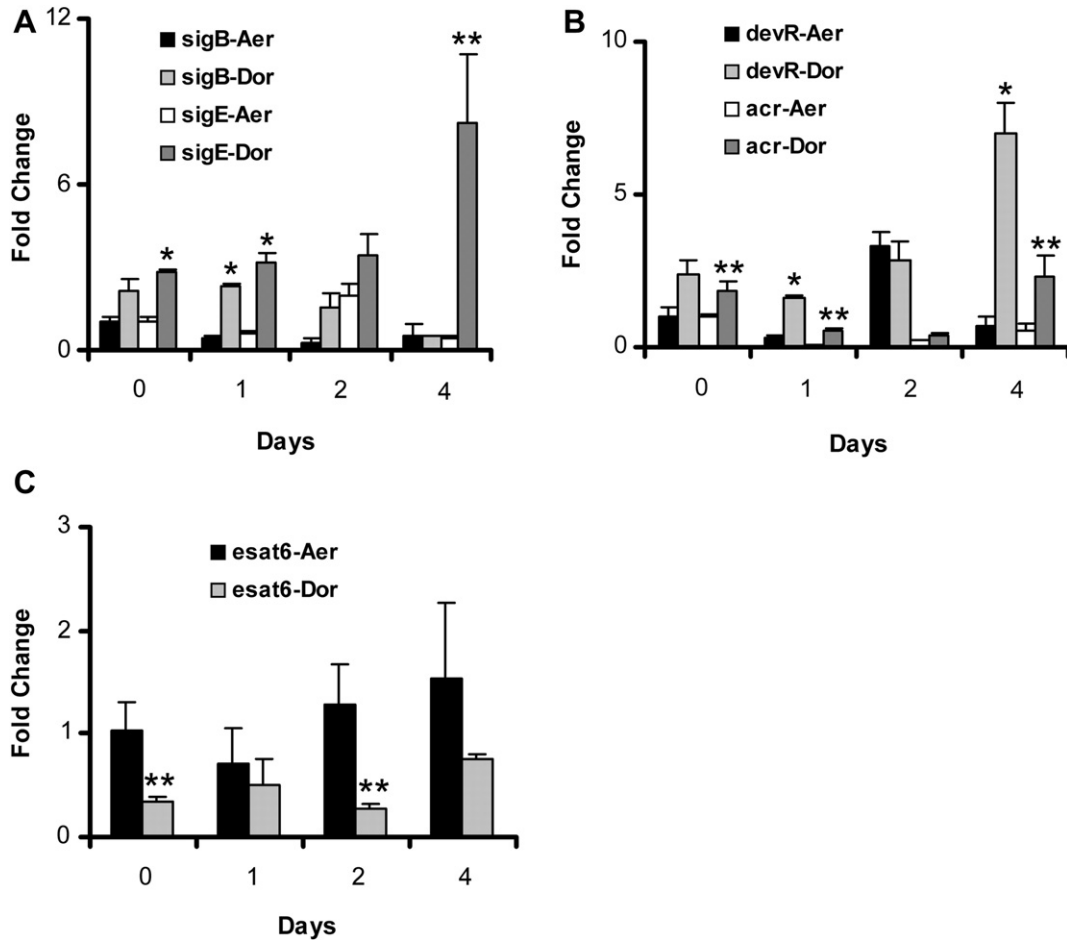 A
12
6
0
Fold Change
sigB-Aer
sigB-Dor
sigE-Aer
sigE-Dor
*
*
*
**
0 1 2 4
Days
B
10
5
0
Fold Change
devR-Aer
devR-Dor
acr-Aer
acr-Dor
**
*
**
*
**
0 1 2 4
Days
C
3
2
1
0
Fold Change
esat6-Aer
esat6-Dor
**
**
0 1 2 4
Days